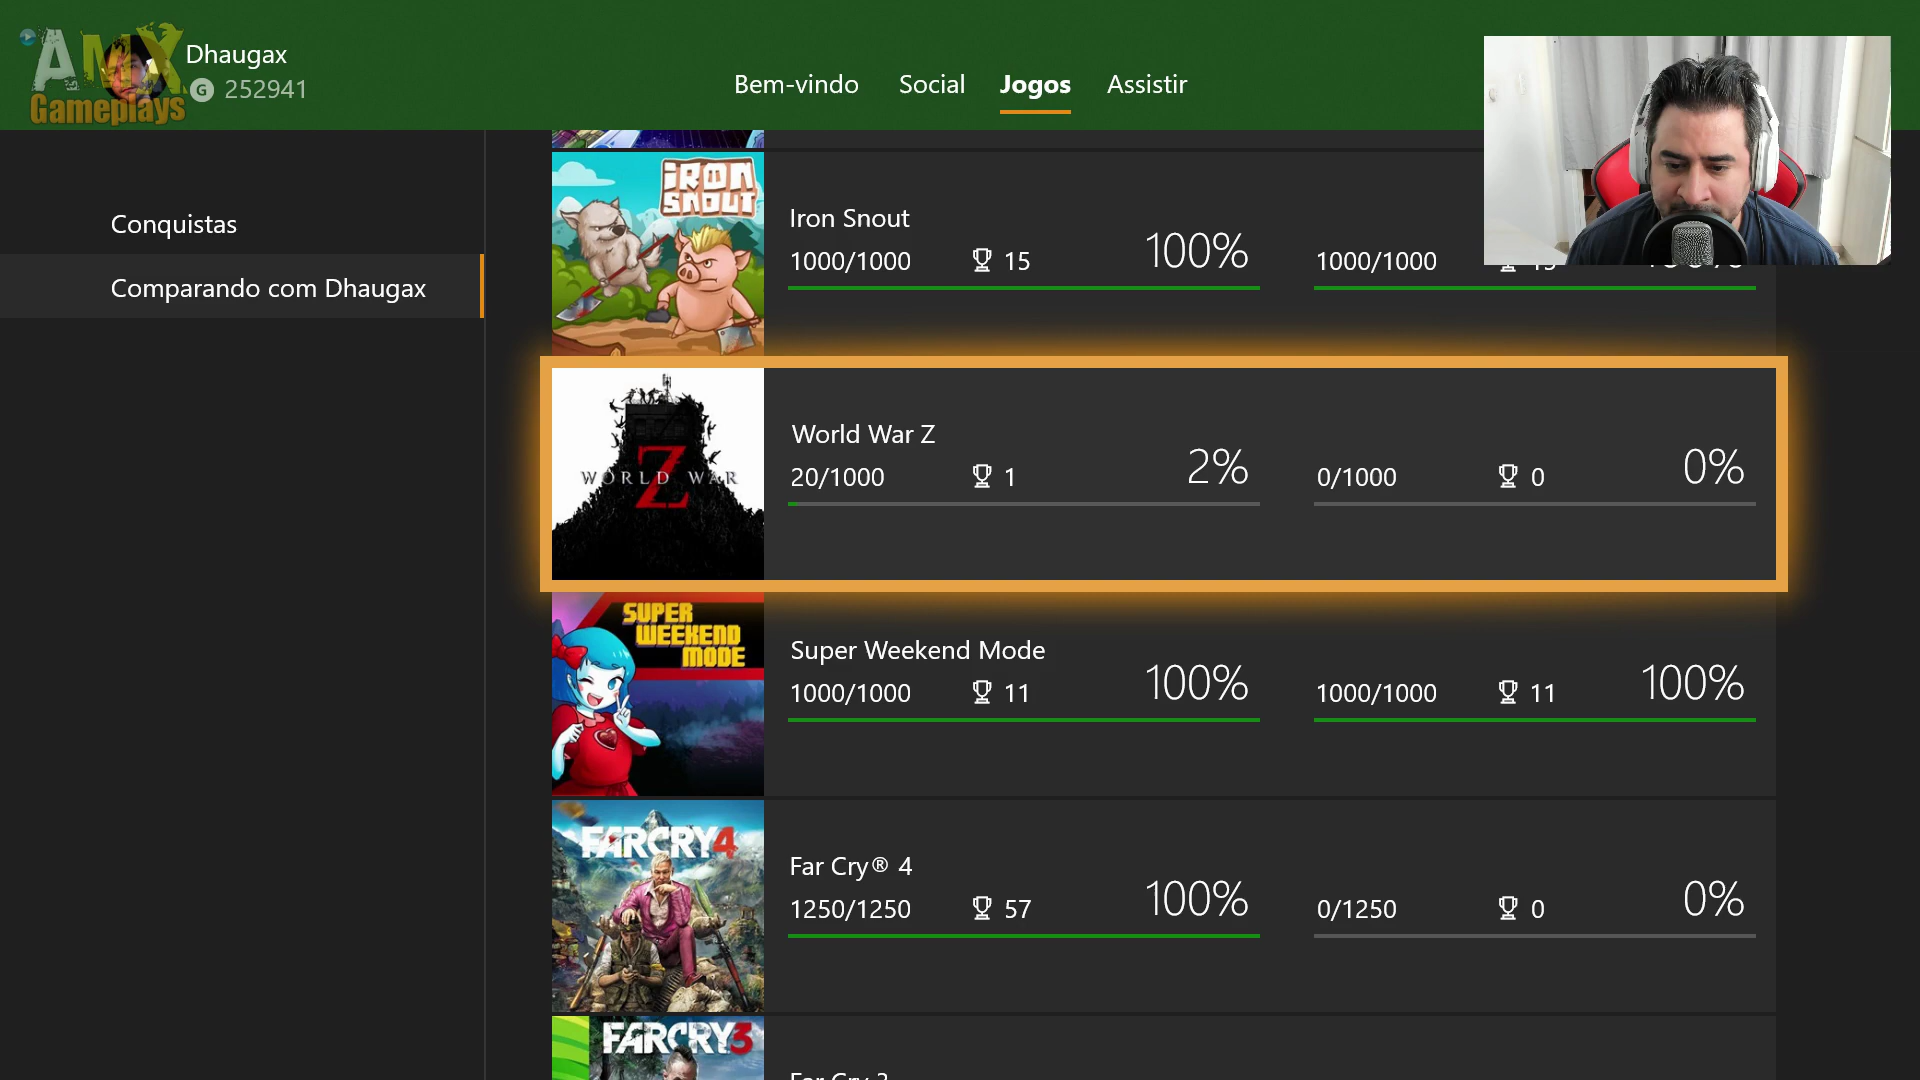 AMX
Gameplays
Dhaugax
G 252941
Bem-vindo
Social
Jogos
Assistir
Conquistas
Comparando com Dhaugax
IRON
SNOUT
Iron Snout
1000/1000 15 100%
1000/1000
WORLD WAR
Z
World War Z
20/1000 1 2%
0/1000 0 0%
SUPER
WEEKEND
MODE
Super Weekend Mode
1000/1000 11 100%
1000/1000 11 100%
FARCRY4
Far Cry® 4
1250/1250 57 100%
0/1250 0 0%
FARCRY3